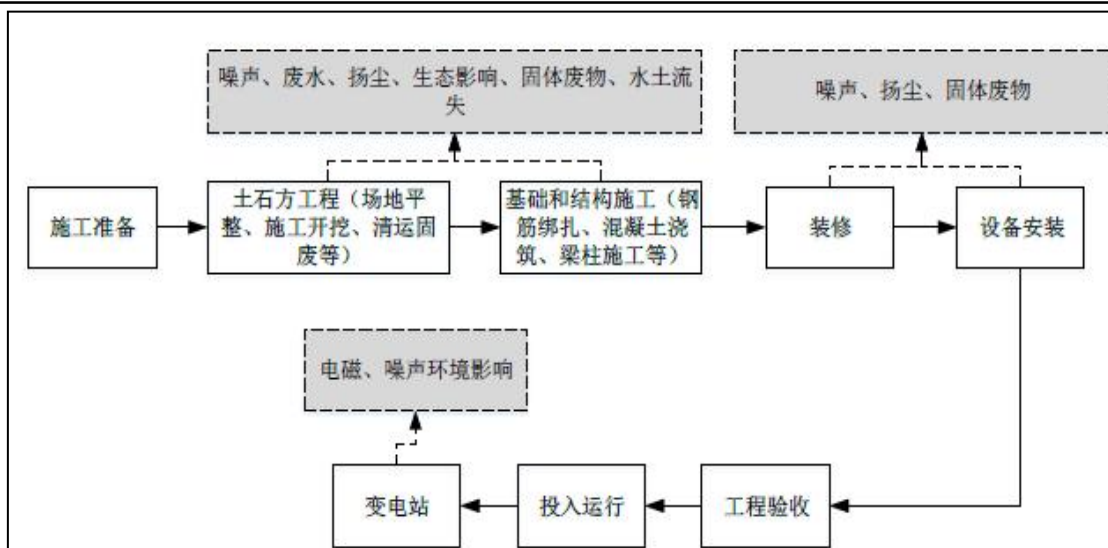 噪声、废水、扬尘、生态影响、固体废物、水土流
失
噪声、扬尘、固体废物
施工准备
土石方工程（场地平
整、施工开挖、清运固
废等）
基础和结构施工（钢
筋绑扎、混凝土浇
筑、梁柱施工等）
装修
设备安装
电磁、噪声环境影响
变电站
投入运行
工程验收